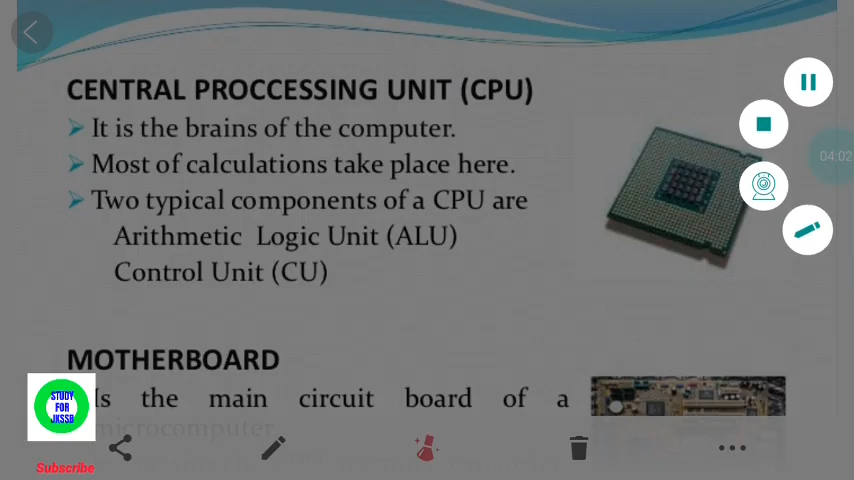 CENTRAL PROCCESSING UNIT (CPU)
It is the brains of the computer.
Most of calculations take place here.
Two typical components of a CPU are
Arithmetic Logic Unit (ALU)
Control Unit (CU)
04:02
MOTHERBOARD
Is the main circuit board of a
microcomputer.
STUDY
FOR
JKSSB
Subscribe